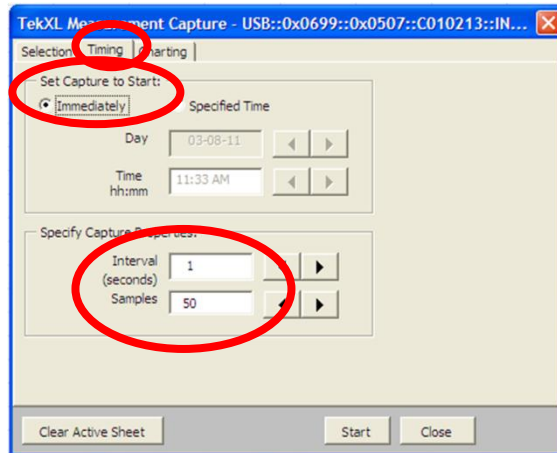 TekXL Measurement Capture - USB::0x0699::0x0507::C010213::IN...
Selection Timing Charting
Set Capture to Start:
Immediately Specified Time
Day 03-08-11
Time
hh:mm 11:33 AM
Specify Capture Properties:
Interval
(seconds) 1
Samples 50
Clear Active Sheet Start Close